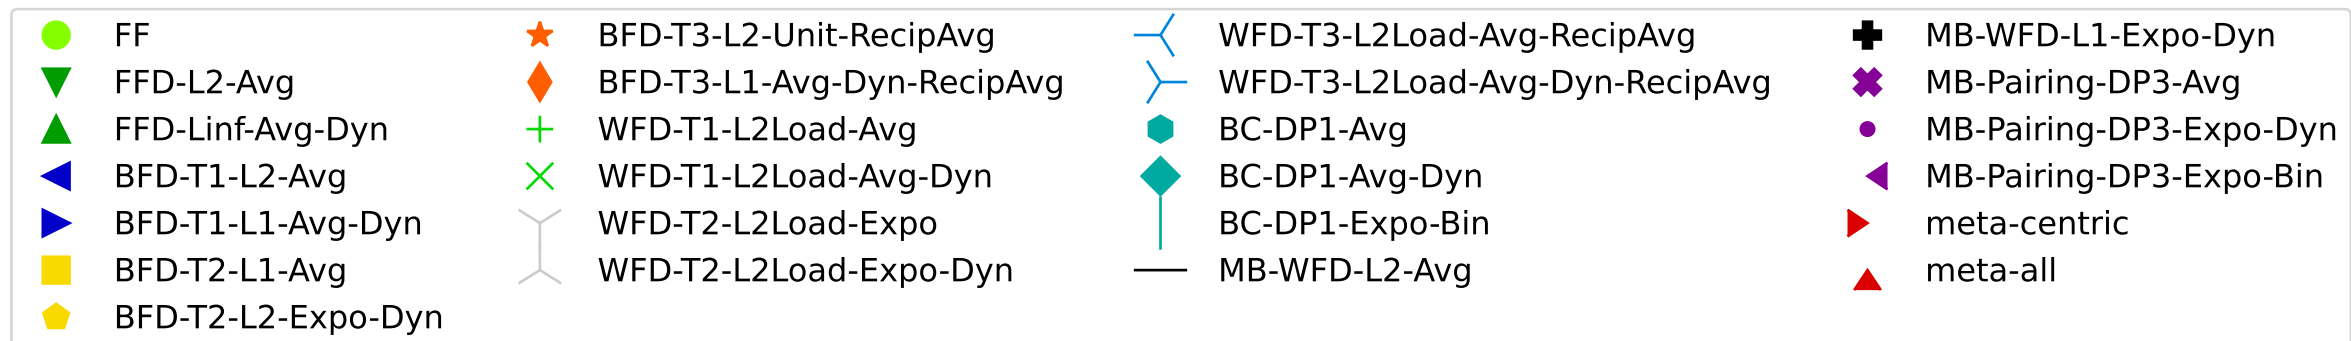 FF
FFD-L2-Avg
FFD-Linf-Avg-Dyn
BFD-T1-L2-Avg
BFD-T1-L1-Avg-Dyn
BFD-T2-L1-Avg
BFD-T2-L2-Expo-Dyn
BFD-T3-L2-Unit-RecipAvg
BFD-T3-L1-Avg-Dyn-RecipAvg
WFD-T1-L2Load-Avg
WFD-T1-L2Load-Avg-Dyn
WFD-T2-L2Load-Expo
WFD-T2-L2Load-Expo-Dyn
WFD-T3-L2Load-Avg-RecipAvg
WFD-T3-L2Load-Avg-Dyn-RecipAvg
BC-DP1-Avg
BC-DP1-Avg-Dyn
BC-DP1-Expo-Bin
MB-WFD-L2-Avg
MB-WFD-L1-Expo-Dyn
MB-Pairing-DP3-Avg
MB-Pairing-DP3-Expo-Dyn
MB-Pairing-DP3-Expo-Bin
meta-centric
meta-all